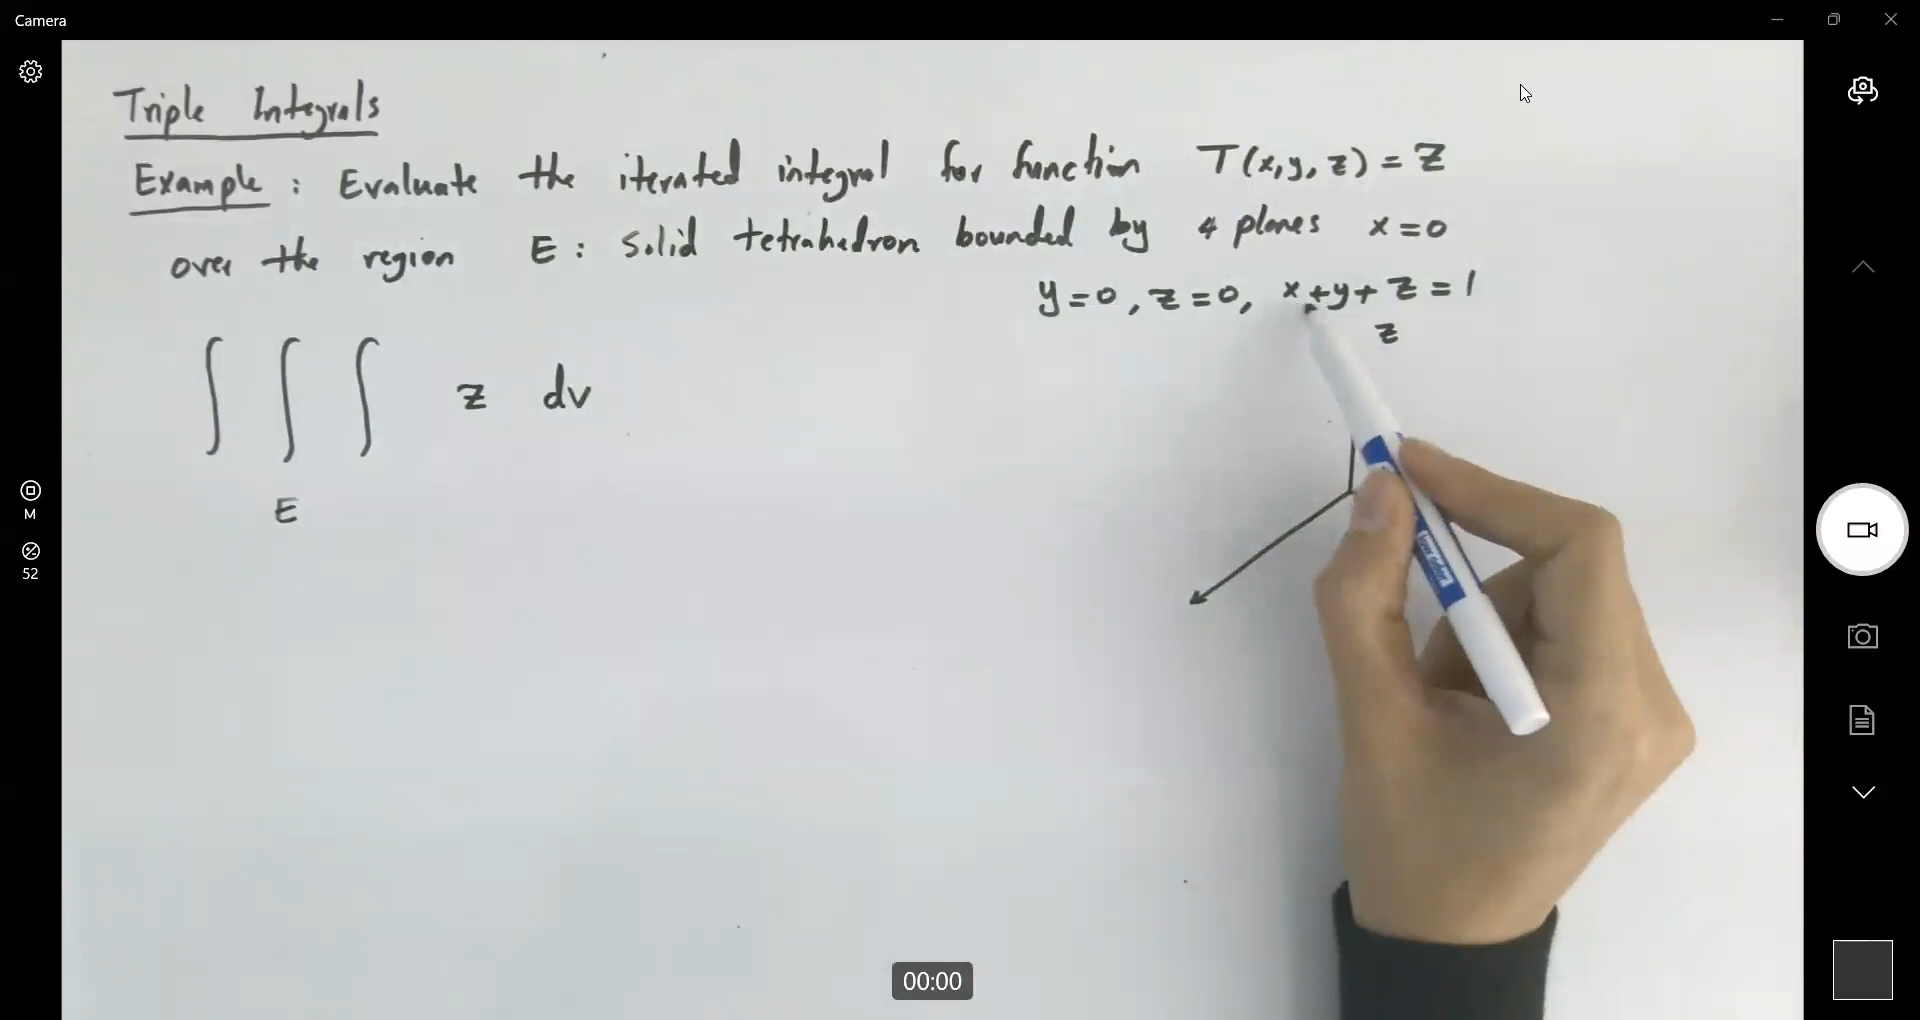 Camera
Triple Integrals
Example : Evaluate the iterated integral for function T(x,y,z) = z
over the region E : Solid tetrahedron bounded by 4 planes x=0
y=0, z=0, x+y+z=1
z
∫ ∫ ∫ z dv
E
M
52
00:00